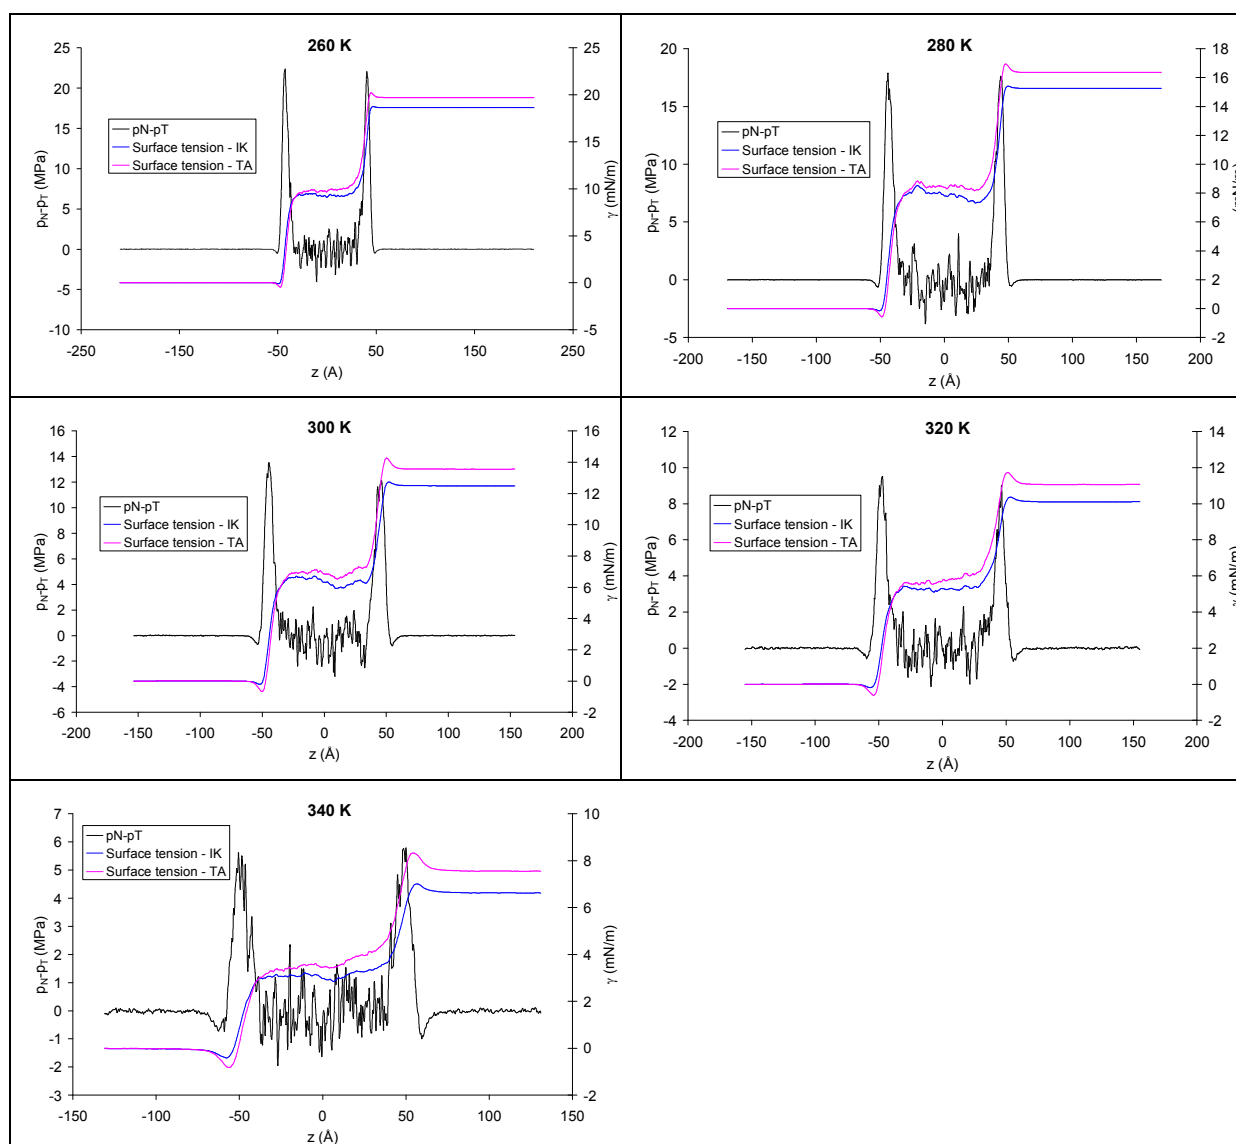 260 K
25
20
15
10
5
0
-5
-10
pN-pT (MPa)
pN-pT
Surface tension - IK
Surface tension - TA
25
20
15
10
5
0
-5
γ (mN/m)
-250 -150 -50 50 150 250
z (A)
280 K
20
15
10
5
0
-5
pN-pT (MPa)
pN-pT
Surface tension - IK
Surface tension - TA
18
16
14
12
10
8
6
4
2
0
-2
(mN/m)
-200 -150 -100 -50 0 50 100 150 200
z (Å)
300 K
16
14
12
10
8
6
4
2
0
-2
-4
-6
pN-pT (MPa)
pN-pT
Surface tension - IK
Surface tension - TA
16
14
12
10
8
6
4
2
0
-2
γ (mN/m)
-200 -150 -100 -50 0 50 100 150 200
z (Å)
320 K
12
10
8
6
4
2
0
-2
-4
pN-pT (MPa)
pN-pT
Surface tension - IK
Surface tension - TA
14
12
10
8
6
4
2
0
-2
(mN/m)
-200 -150 -100 -50 0 50 100 150 200
z (Å)
340 K
7
6
5
4
3
2
1
0
-1
-2
-3
pN-pT (MPa)
pN-pT
Surface tension - IK
Surface tension - TA
10
8
6
4
2
0
-2
γ (mN/m)
-150 -100 -50 0 50 100 150
z (Å)